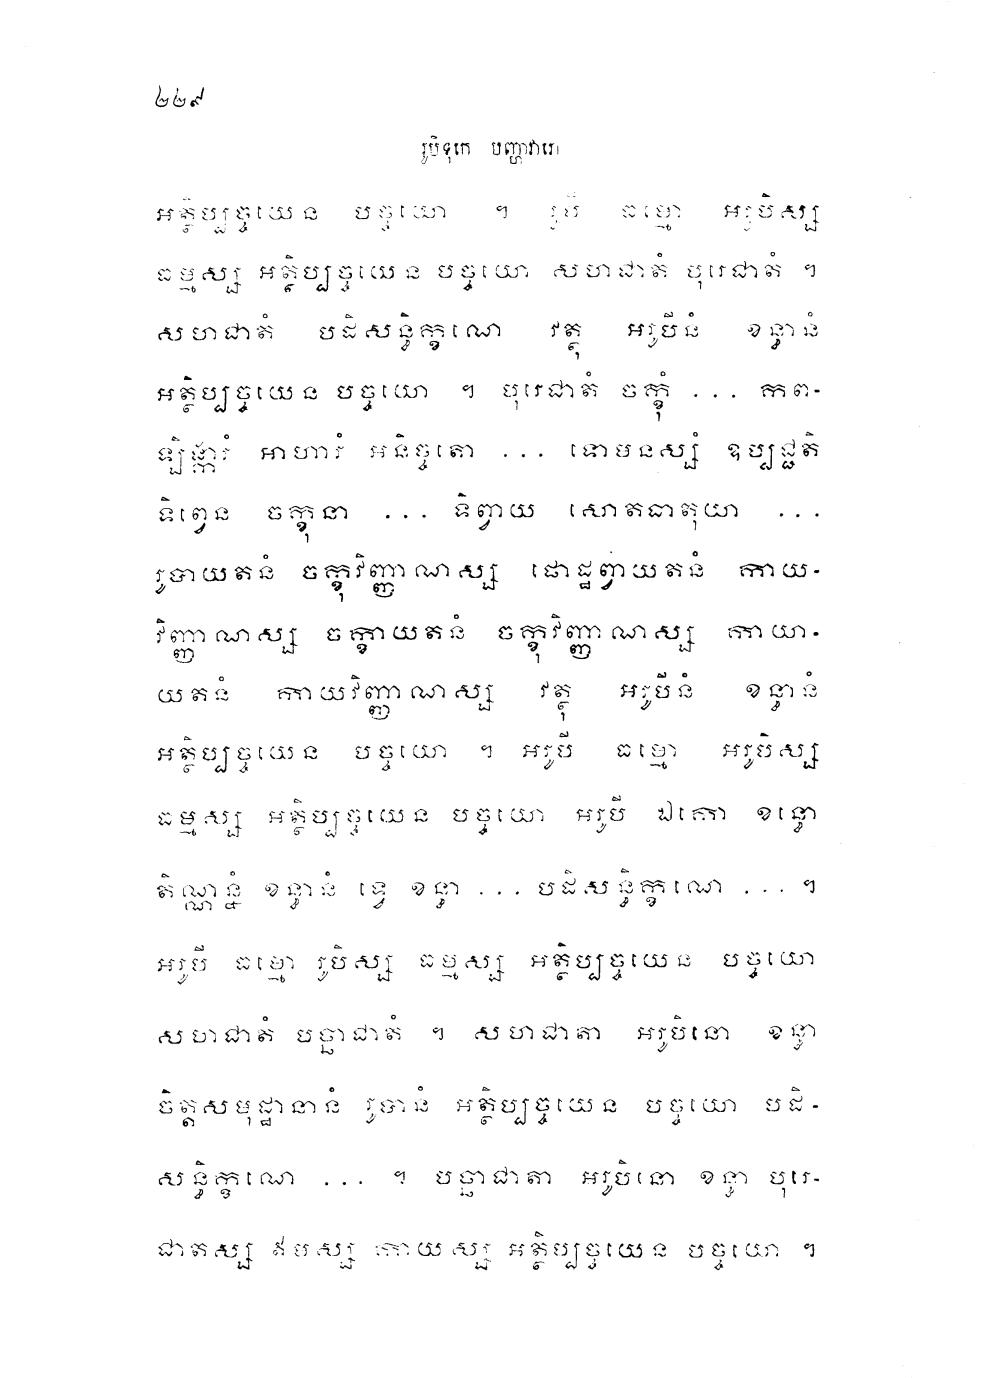 ២២៩
រូបិទុកេ បញ្ហាវារោ
អត្ថិប្បច្ចយេន បច្ចយោ ។ រូបី ធម្មោ អរូបិស្ស
ធម្មស្ស អត្ថិប្បច្ចយេន បច្ចយោ សហជាតំ បុរេជាតំ ។
សហជាតំ បដិសន្ធិក្ខណេ វត្ថុ អរូបីនំ ខន្ធានំ
អត្ថិប្បច្ចយេន បច្ចយោ ។ បុរេជាតំ ចក្ខុំ ... កព-
ឡិង្ការំ អាហារំ អនិច្ចតោ ... ទោមនស្សំ ឧប្បជ្ជតិ
ទិព្វេន ចក្ខុនា ... ទិព្វាយ សោតធាតុយា ...
រូបាយតនំ ចក្ខុវិញ្ញាណស្ស ផោដ្ឋព្វាយតនំ កាយ-
វិញ្ញាណស្ស ចក្ខាយតនំ ចក្ខុវិញ្ញាណស្ស កាយា-
យតនំ កាយវិញ្ញាណស្ស វត្ថុ អរូបីនំ ខន្ធានំ
អត្ថិប្បច្ចយេន បច្ចយោ ។ អរូបី ធម្មោ អរូបិស្ស
ធម្មស្ស អត្ថិប្បច្ចយេន បច្ចយោ អរូបី ឯកោ ខន្ធោ
តិណ្ណន្នំ ខន្ធានំ ទ្វេ ខន្ធា ... បដិសន្ធិក្ខណេ ... ។
អរូបី ធម្មោ រូបិស្ស ធម្មស្ស អត្ថិប្បច្ចយេន បច្ចយោ
សហជាតំ បច្ឆាជាតំ ។ សហជាតា អរូបិនោ ខន្ធា
ចិត្តសមុដ្ឋានានំ រូបានំ អត្ថិប្បច្ចយេន បច្ចយោ បដិ-
សន្ធិក្ខណេ ... ។ បច្ឆាជាតា អរូបិនោ ខន្ធា បុរេ-
ជាតស្ស ឥមស្ស កាយស្ស អត្ថិប្បច្ចយេន បច្ចយោ ។